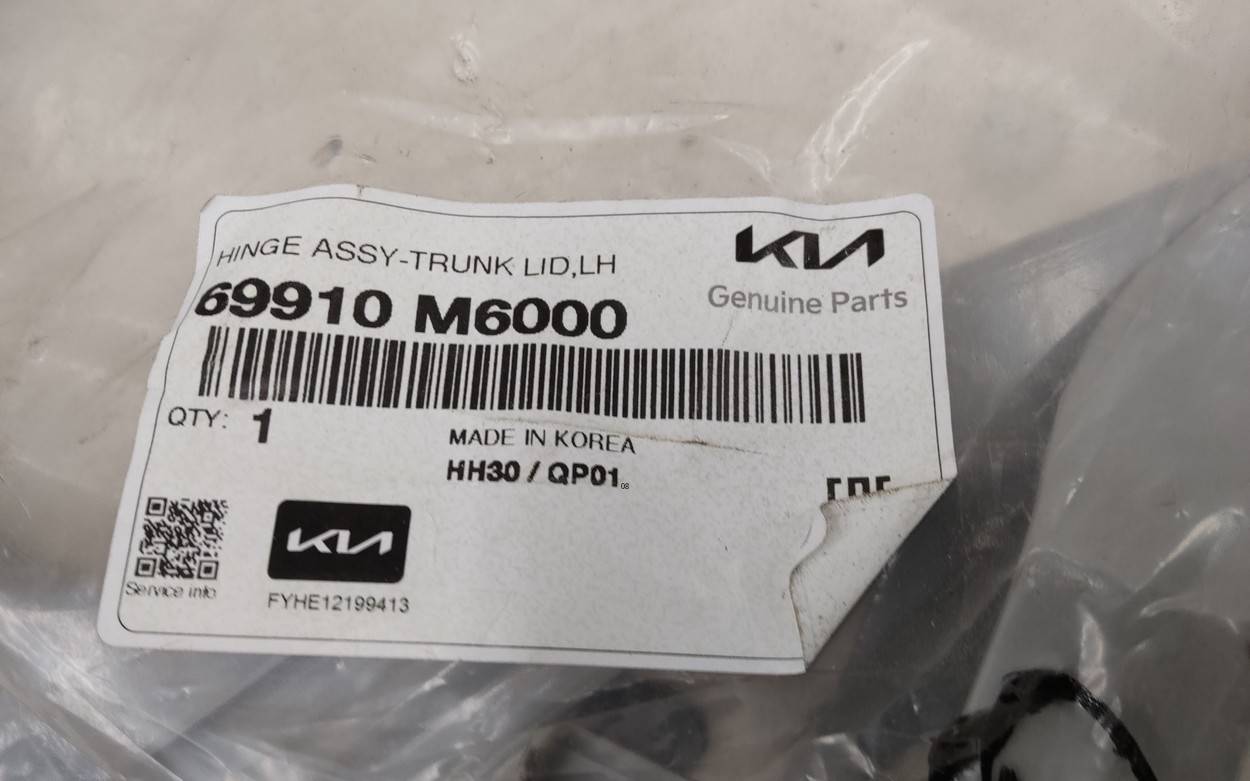 HINGE ASSY-TRUNK LID,LH
KIA
Genuine Parts
69910 M6000
QTY: 1
MADE IN KOREA
HH30 / QP01 08
KIA
Service info
FYHE12199413